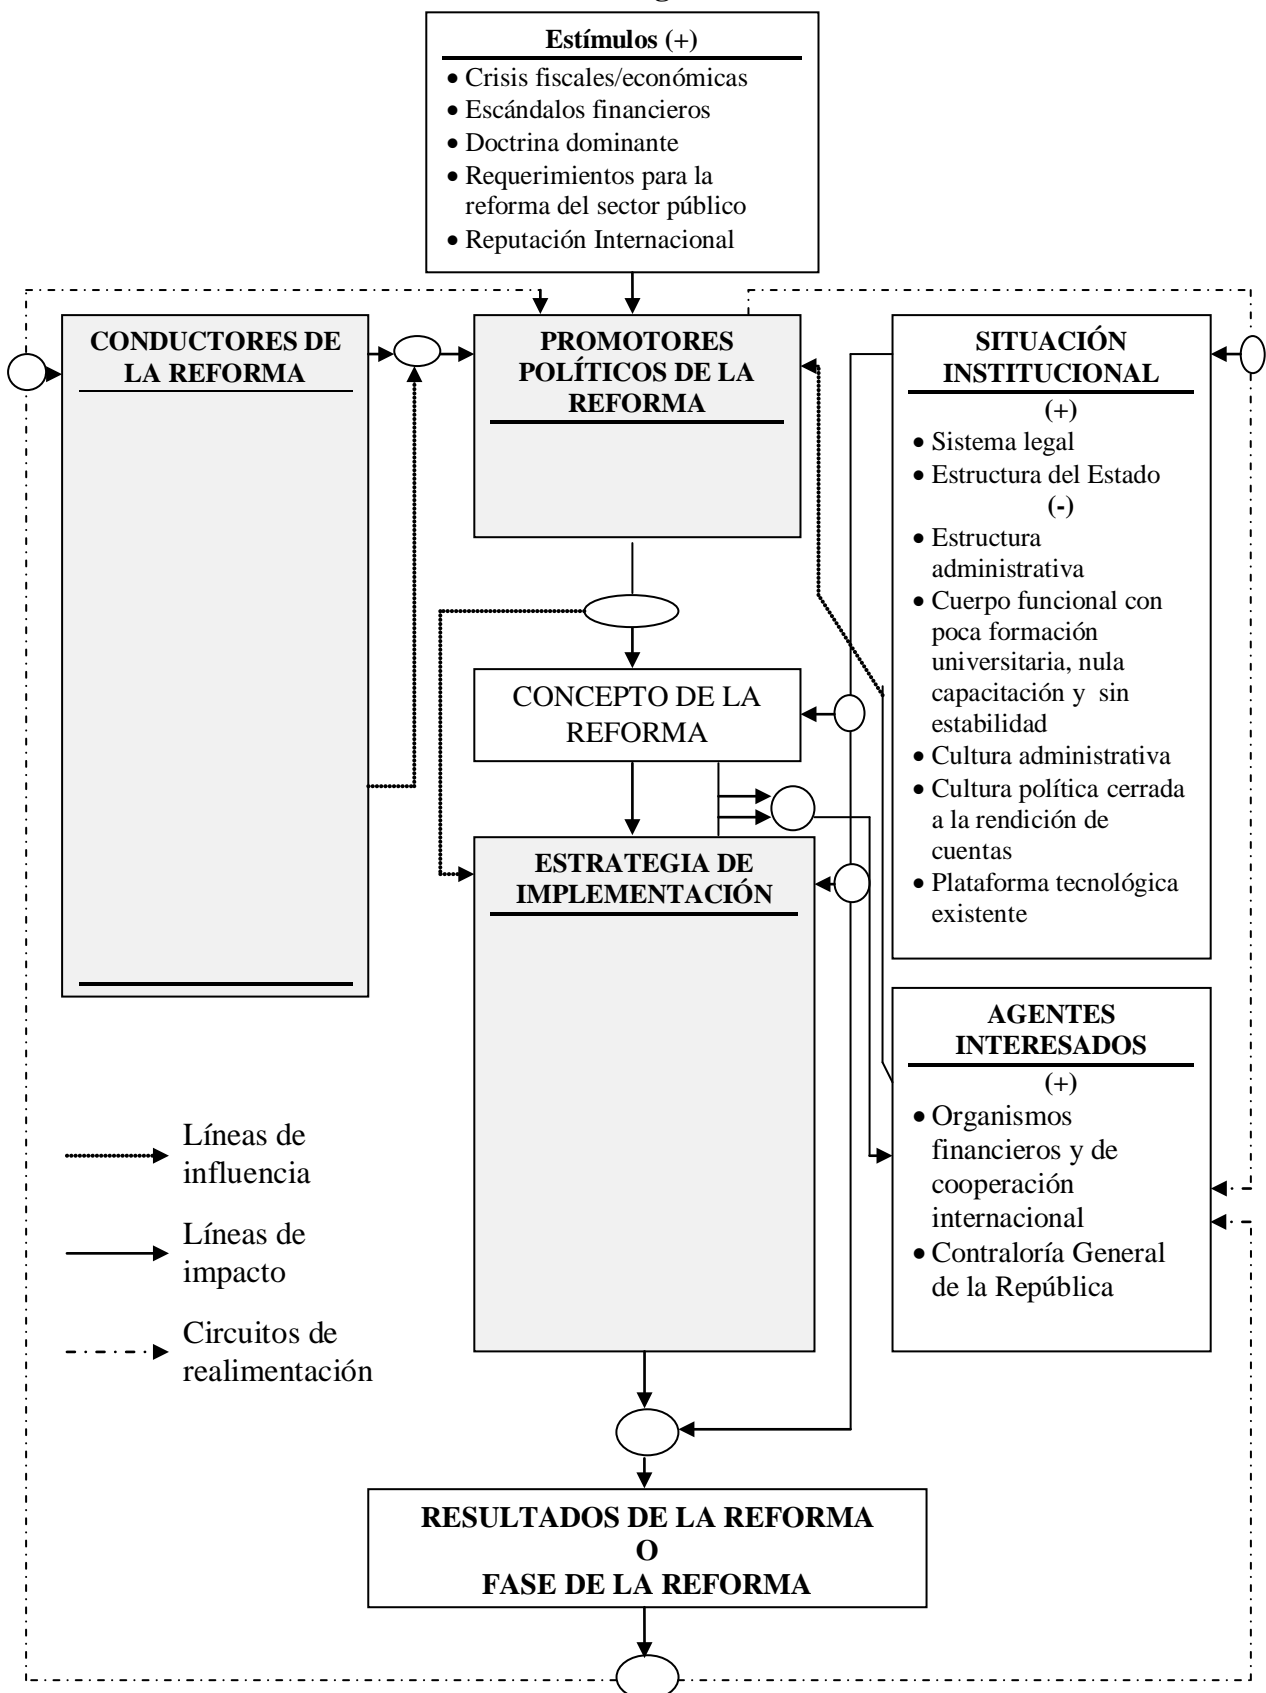 Estímulos (+)
• Crisis fiscales/económicas
• Escándalos financieros
• Doctrina dominante
• Requerimientos para la
reforma del sector público
• Reputación Internacional
CONDUCTORES DE
LA REFORMA
PROMOTORES
POLÍTICOS DE LA
REFORMA
SITUACIÓN
INSTITUCIONAL
(+)
• Sistema legal
• Estructura del Estado
(-)
• Estructura
administrativa
• Cuerpo funcional con
poca formación
universitaria, nula
capacitación y sin
estabilidad
• Cultura administrativa
• Cultura política cerrada
a la rendición de
cuentas
• Plataforma tecnológica
existente
CONCEPTO DE LA
REFORMA
ESTRATEGIA DE
IMPLEMENTACIÓN
AGENTES
INTERESADOS
(+)
• Organismos
financieros y de
cooperación
internacional
• Contraloría General
de la República
Líneas de
influencia
Líneas de
impacto
Circuitos de
realimentación
RESULTADOS DE LA REFORMA
O
FASE DE LA REFORMA